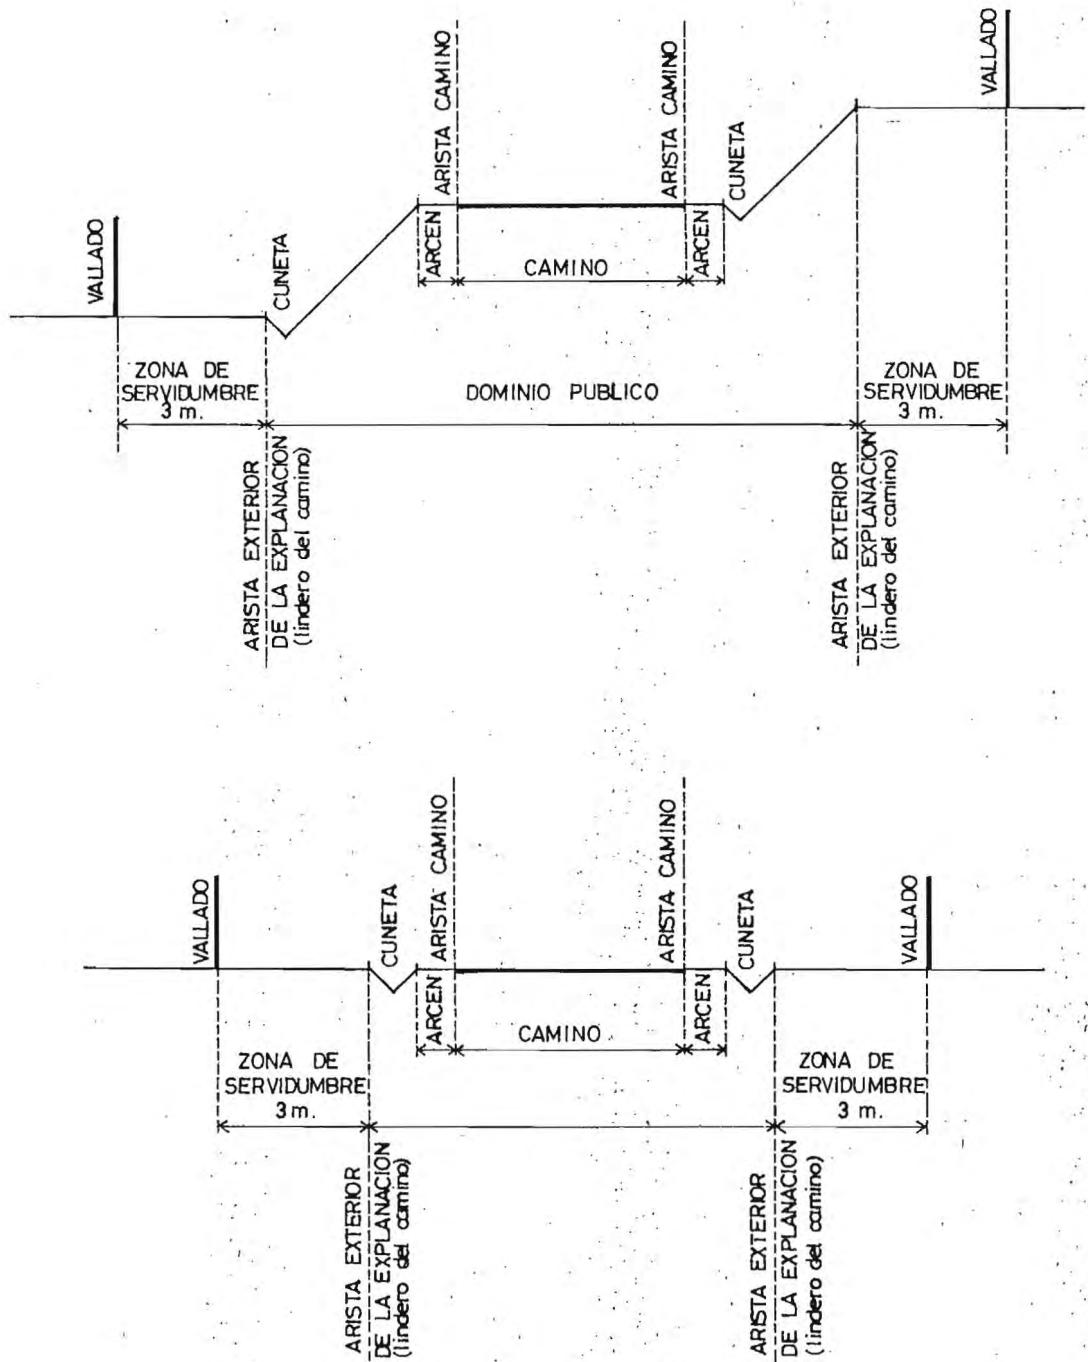 VALLADO
CUNETA
ARISTA CAMINO
ARISTA CAMINO
CUNETA
VALLADO
ARCEN
CAMINO
ARCEN
ZONA DE
SERVIDUMBRE
3 m.
DOMINIO PUBLICO
ZONA DE
SERVIDUMBRE
3 m.
ARISTA EXTERIOR
DE LA EXPLANACION
(lindero del camino)
ARISTA EXTERIOR
DE LA EXPLANACION
(lindero del camino)
VALLADO
CUNETA
ARISTA CAMINO
ARISTA CAMINO
CUNETA
VALLADO
ARCEN
CAMINO
ARCEN
ZONA DE
SERVIDUMBRE
3 m.
ZONA DE
SERVIDUMBRE
3 m.
ARISTA EXTERIOR
DE LA EXPLANACION
(lindero del camino)
ARISTA EXTERIOR
DE LA EXPLANACION
(lindero del camino)